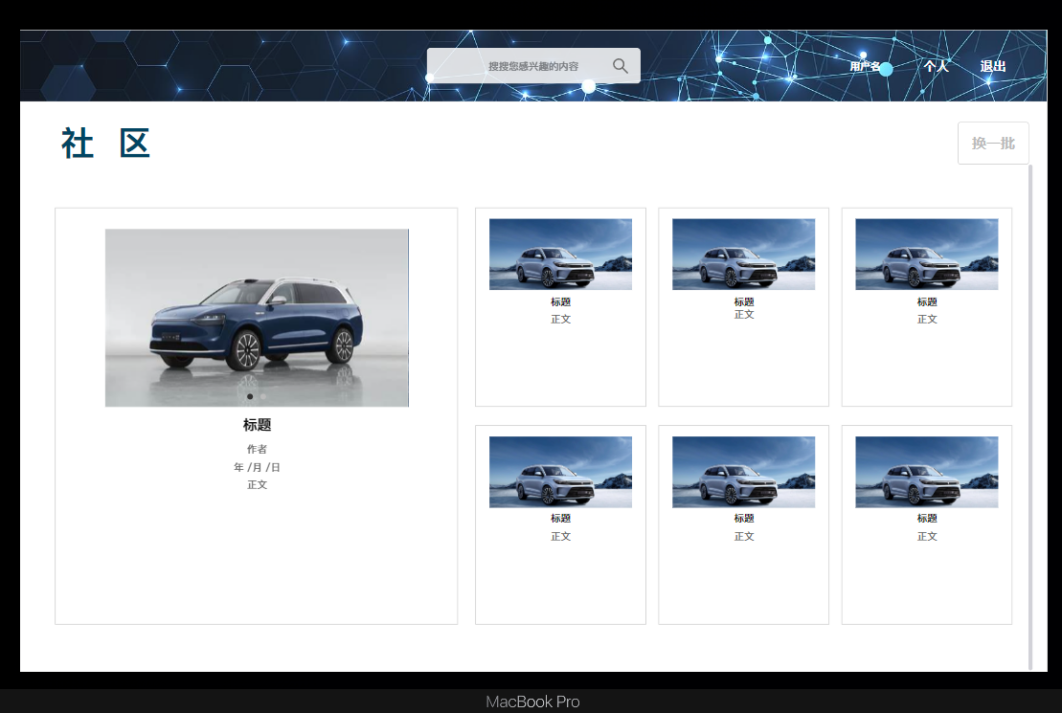 搜搜您感兴趣的内容
用户名 个人 退出
社 区
换一批
标题
作者
年 /月 /日
正文
标题
正文
标题
正文
标题
正文
标题
正文
标题
正文
标题
正文
MacBook Pro